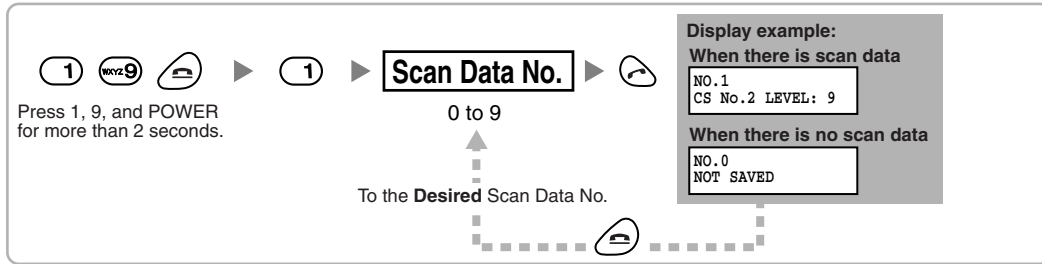 Display example:
When there is scan data
1 WXYZ9 1 Scan Data No.
NO.1
CS No.2 LEVEL: 9
Press 1, 9, and POWER
for more than 2 seconds.
0 to 9
When there is no scan data
NO.0
NOT SAVED
To the Desired Scan Data No.